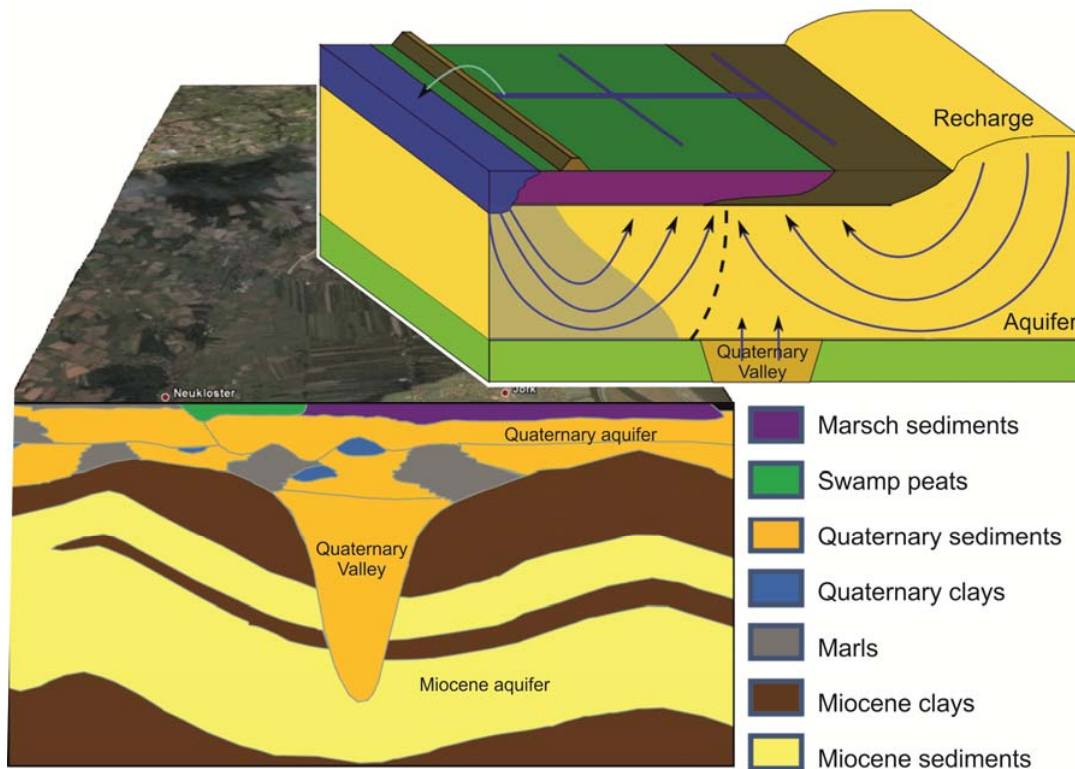 Recharge
Aquifer
Quaternary
Valley
Neukloster
Jork
Quaternary aquifer
Quaternary
Valley
Miocene aquifer
Marsch sediments
Swamp peats
Quaternary sediments
Quaternary clays
Marls
Miocene clays
Miocene sediments